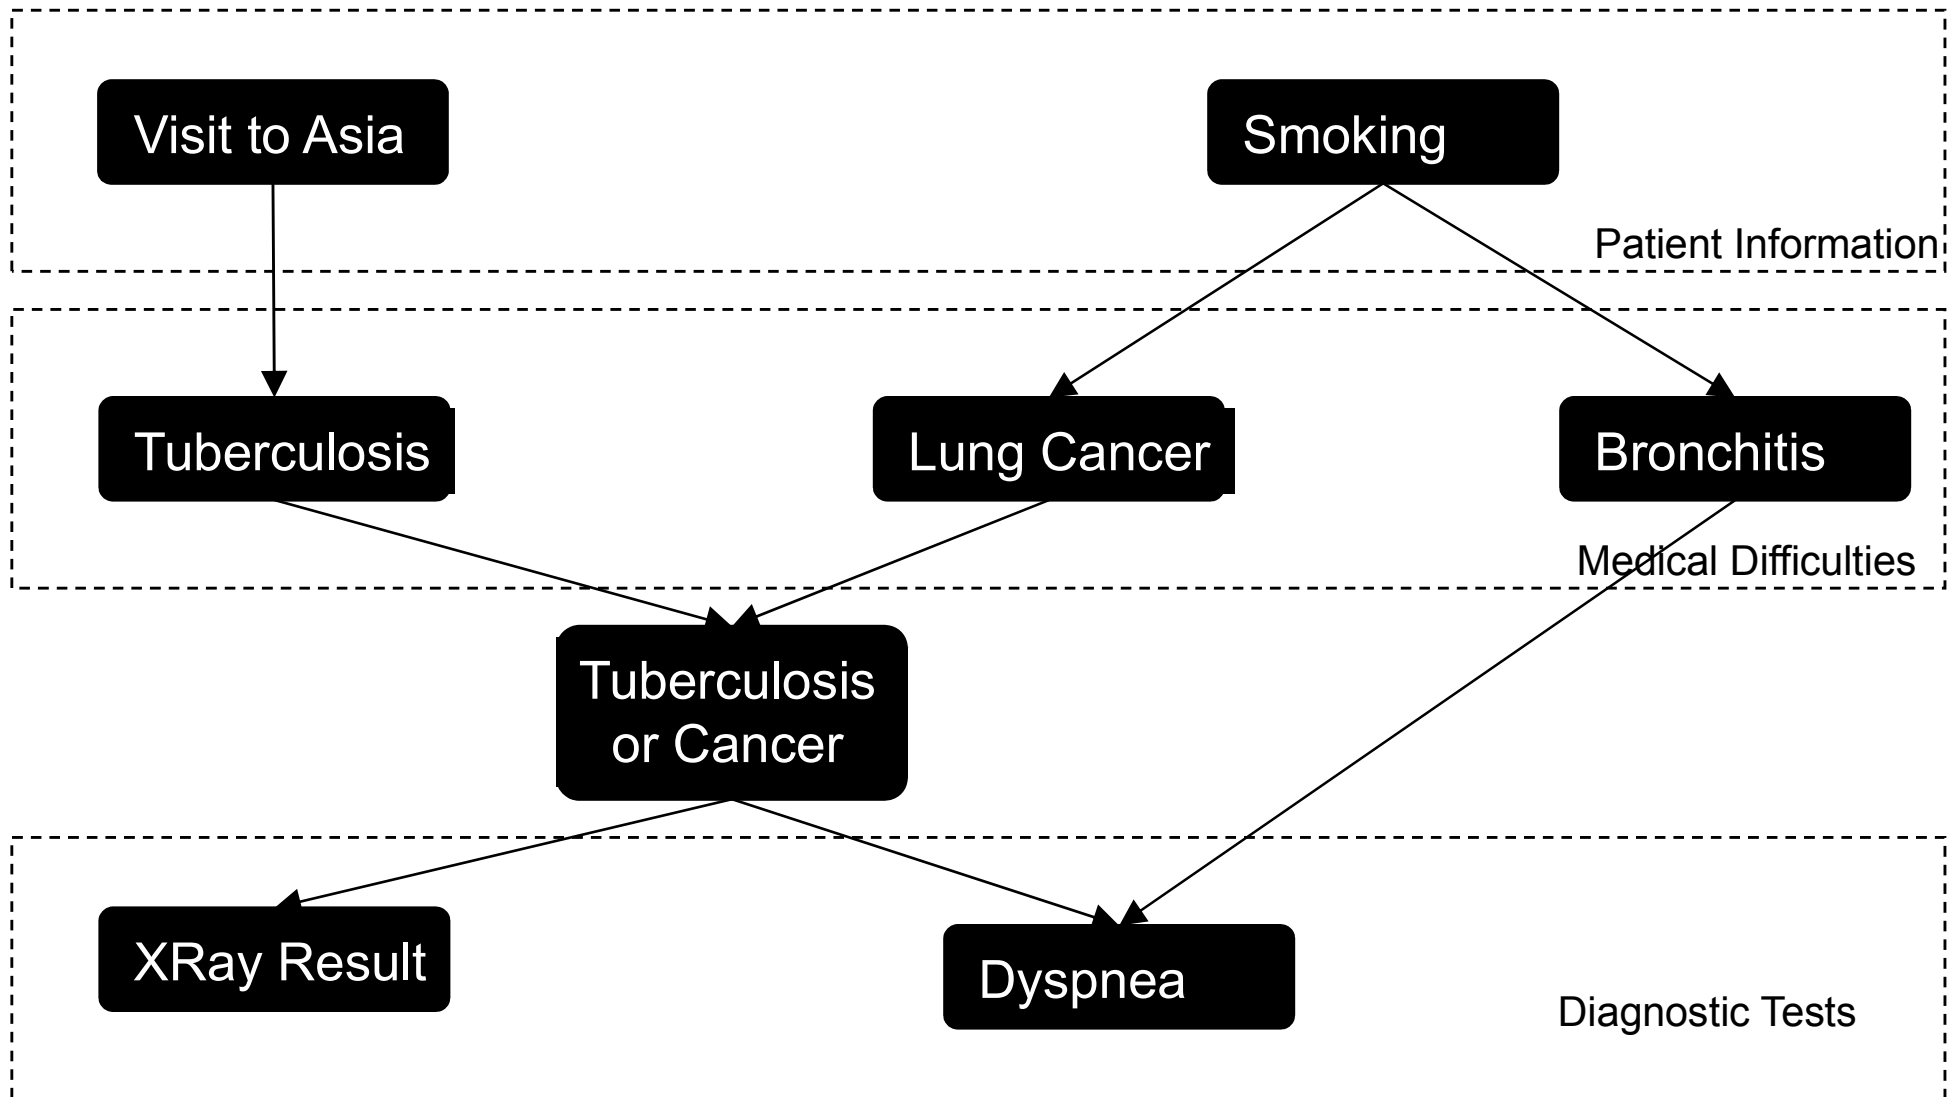 Visit to Asia
Smoking
Patient Information
Tuberculosis
Lung Cancer
Bronchitis
Medical Difficulties
Tuberculosis
or Cancer
XRay Result
Dyspnea
Diagnostic Tests